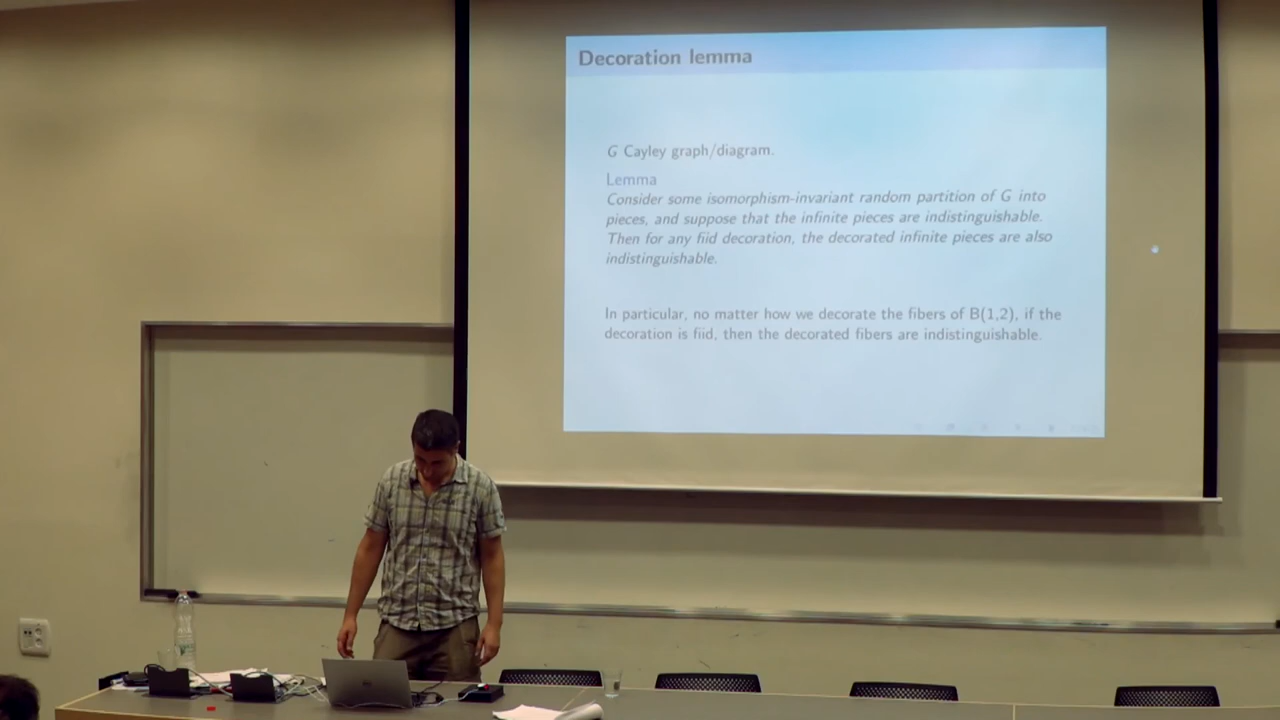 Decoration lemma
G Cayley graph/diagram.
Lemma
Consider some isomorphism-invariant random partition of G into
pieces, and suppose that the infinite pieces are indistinguishable.
Then for any fiid decoration, the decorated infinite pieces are also
indistinguishable.
In particular, no matter how we decorate the fibers of B(1,2), if the
decoration is fiid, then the decorated fibers are indistinguishable.